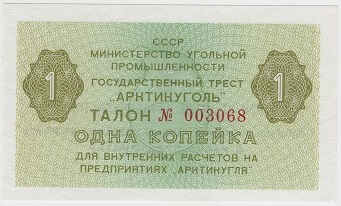 СССР
МИНИСТЕРСТВО УГОЛЬНОЙ
ПРОМЫШЛЕННОСТИ
ГОСУДАРСТВЕННЫЙ ТРЕСТ
1 „АРКТИКУГОЛЬ" 1
ТАЛОН № 003068
ОДНА КОПЕЙКА
ДЛЯ ВНУТРЕННИХ РАСЧЕТОВ НА
ПРЕДПРИЯТИЯХ „АРКТИКУГЛЯ"